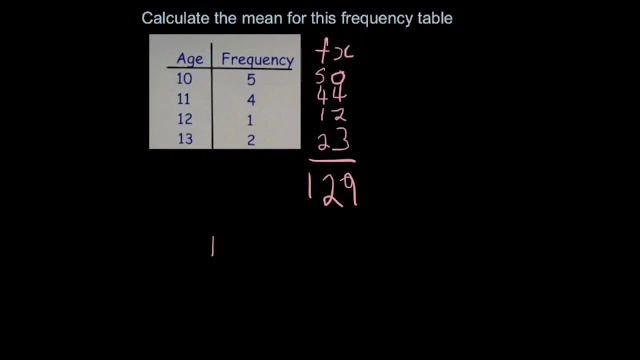 Calculate the mean for this frequency table
Age Frequency fx
10 5 50
11 4 44
12 1 12
13 2 23
129
1